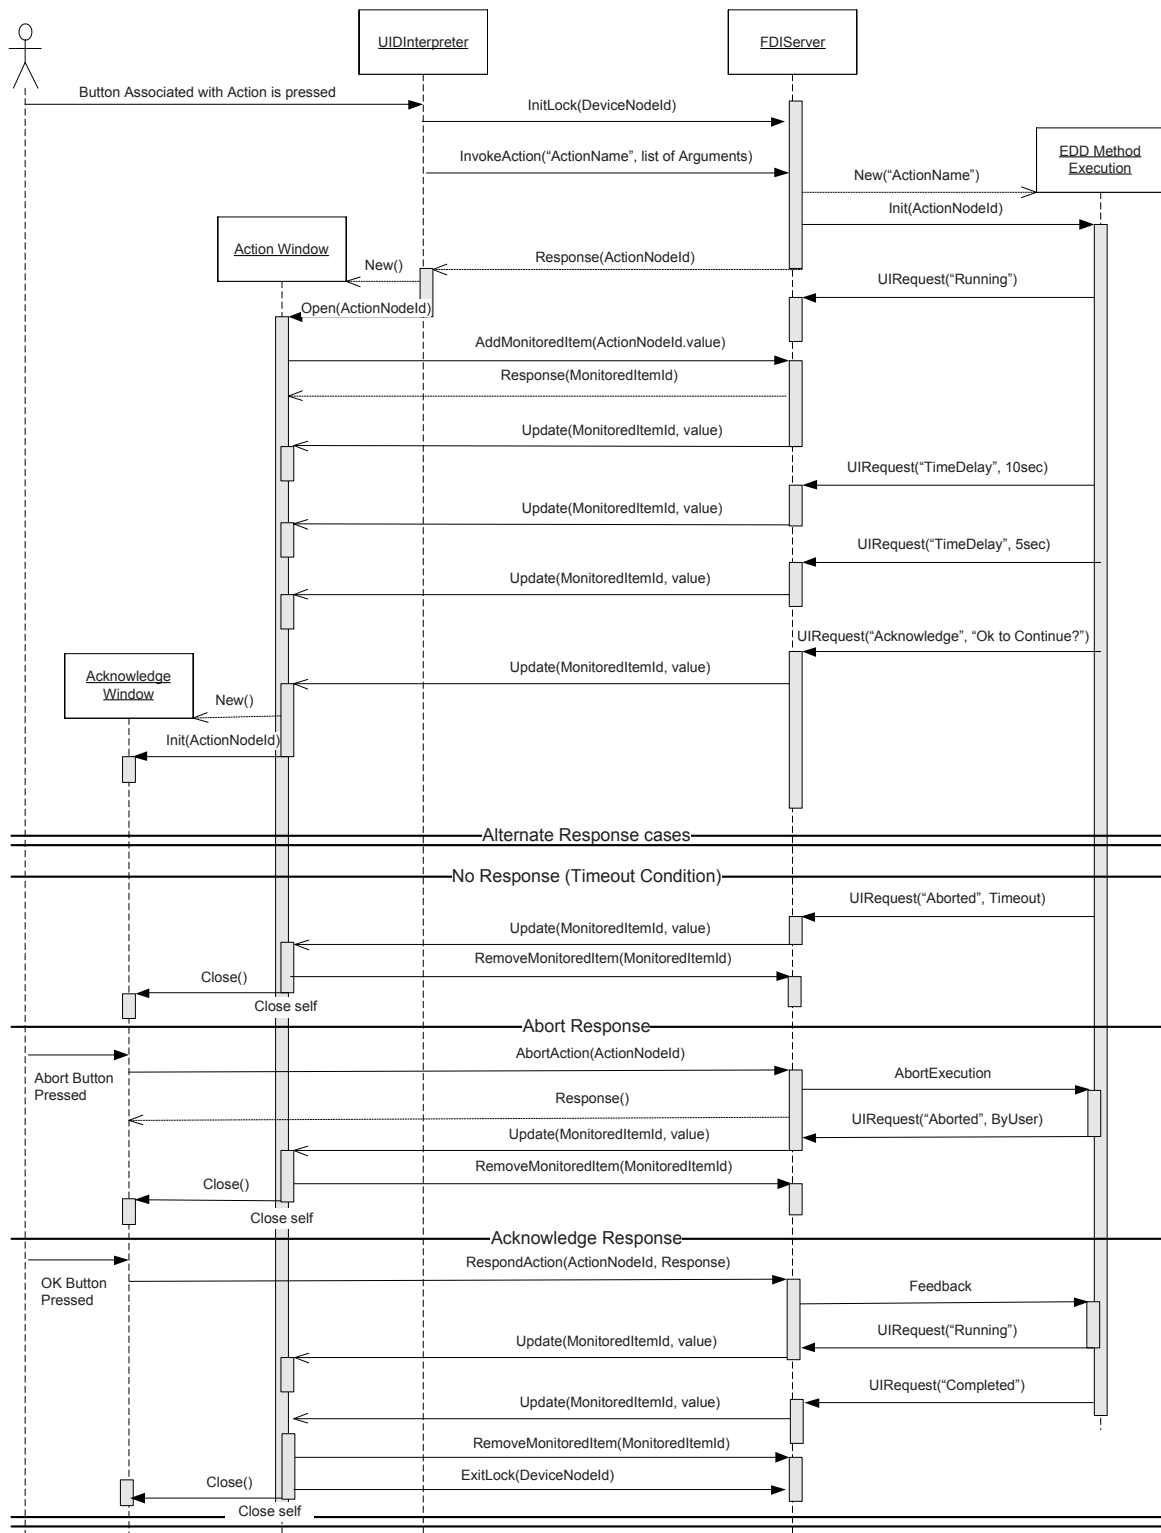 UIDInterpreter
FDIServer
Button Associated with Action is pressed
InitLock(DeviceNodeId)
EDD Method
Execution
InvokeAction(“ActionName”, list of Arguments)
New(“ActionName”)
Init(ActionNodeId)
Action Window
Response(ActionNodeId)
New()
UIRequest(“Running”)
Open(ActionNodeId)
AddMonitoredItem(ActionNodeId.value)
Response(MonitoredItemId)
Update(MonitoredItemId, value)
UIRequest(“TimeDelay”, 10sec)
Update(MonitoredItemId, value)
UIRequest(“TimeDelay”, 5sec)
Update(MonitoredItemId, value)
UIRequest(“Acknowledge”, “Ok to Continue?”)
Update(MonitoredItemId, value)
Acknowledge
Window
New()
Init(ActionNodeId)
Alternate Response cases
No Response (Timeout Condition)
UIRequest(“Aborted”, Timeout)
Update(MonitoredItemId, value)
RemoveMonitoredItem(MonitoredItemId)
Close()
Close self
Abort Response
AbortAction(ActionNodeId)
Abort Button
Pressed
AbortExecution
Response()
UIRequest(“Aborted”, ByUser)
Update(MonitoredItemId, value)
RemoveMonitoredItem(MonitoredItemId)
Close()
Close self
Acknowledge Response
RespondAction(ActionNodeId, Response)
OK Button
Pressed
Feedback
UIRequest(“Running”)
Update(MonitoredItemId, value)
UIRequest(“Completed”)
Update(MonitoredItemId, value)
RemoveMonitoredItem(MonitoredItemId)
ExitLock(DeviceNodeId)
Close()
Close self